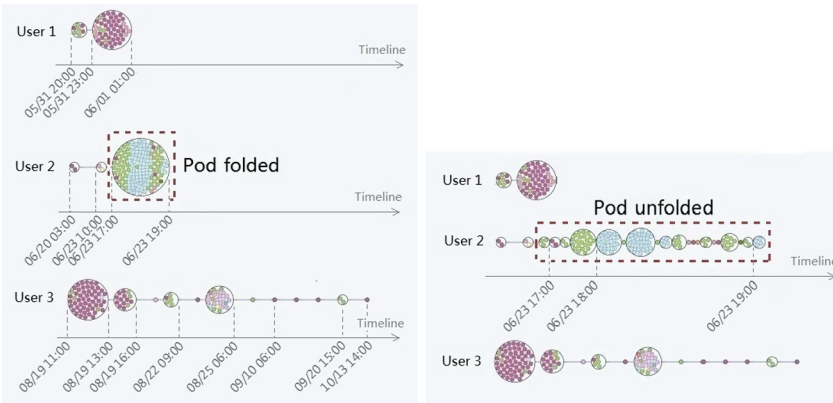 User 1
Timeline
05/31 20:00
05/31 23:00
06/01 01:00
User 2
Pod folded
Timeline
06/20 03:00
06/23 10:00
06/23 17:00
06/23 19:00
User 3
Timeline
08/19 11:00
08/19 13:00
08/19 16:00
08/22 09:00
08/25 06:00
09/10 06:00
09/20 15:00
10/13 14:00
User 1
Pod unfolded
User 2
Timeline
06/23 17:00
06/23 18:00
06/23 19:00
User 3